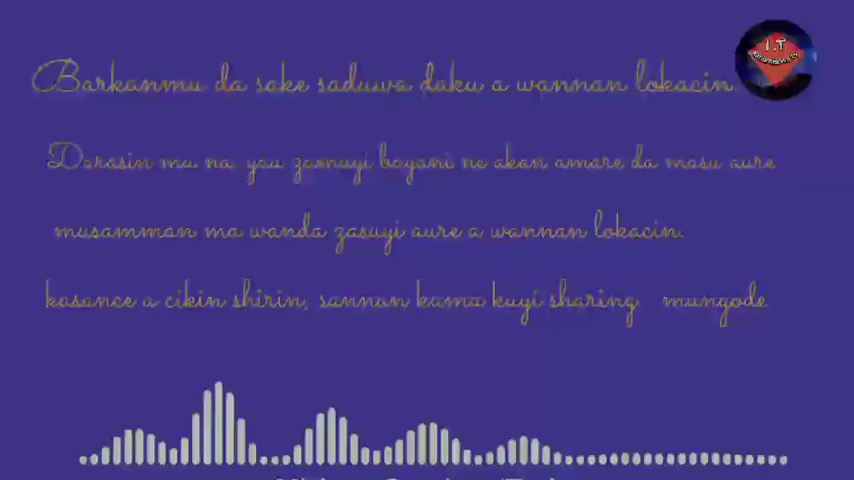 Barkanmu da sake saduwa daku a wannan lokacin.
I.T
Darasin mu na yau zasmuyi bayani ne akan amare da masu aure
musamman ma wanda zasuyi aure a wannan lokacin.
kasance a cikin shirin, sannan kama kuyi sharing mungode